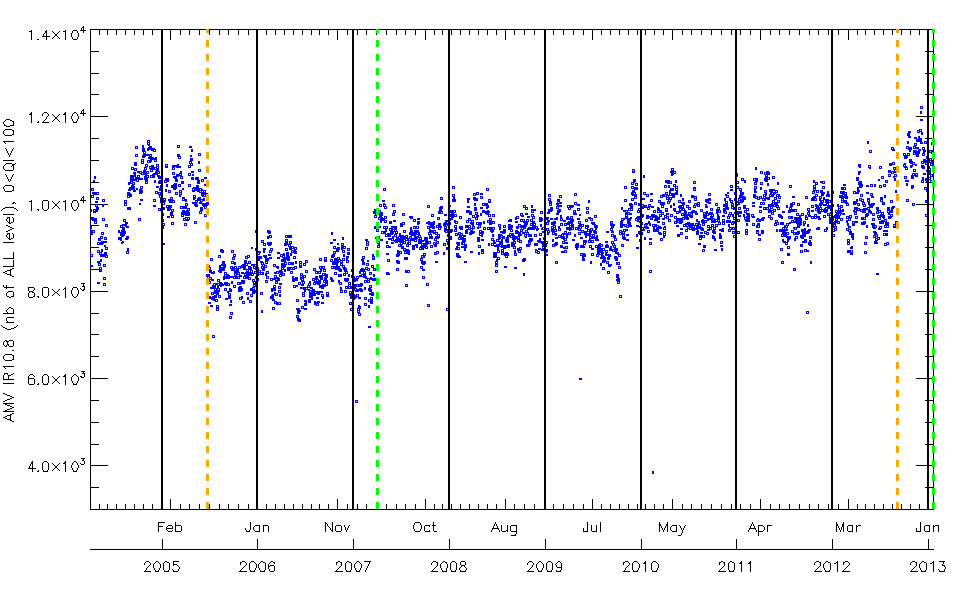 AMV IR10.8 (nb of ALL level), 0<QI<100
1.4×10⁴
1.2×10⁴
1.0×10⁴
8.0×10³
6.0×10³
4.0×10³
Feb Jan Nov Oct Aug Jul May Apr Mar Jan
2005 2006 2007 2008 2009 2010 2011 2012 2013